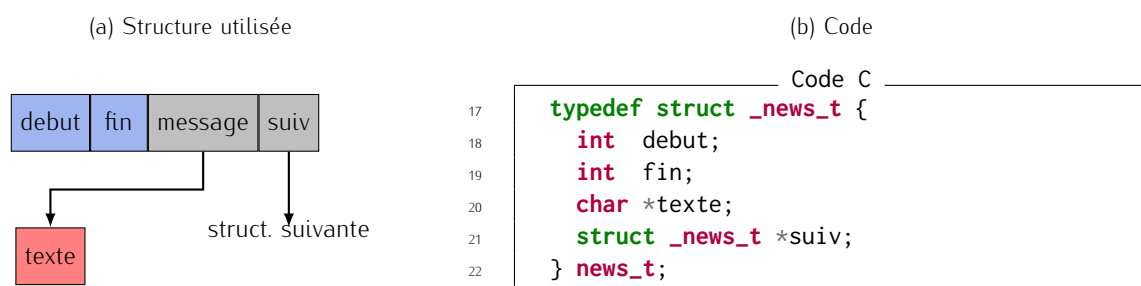 (a) Structure utilisée
debut fin message suiv
struct. suivante
texte
(b) Code
Code C
17 typedef struct _news_t {
18 int debut;
19 int fin;
20 char *texte;
21 struct _news_t *suiv;
22 } news_t;